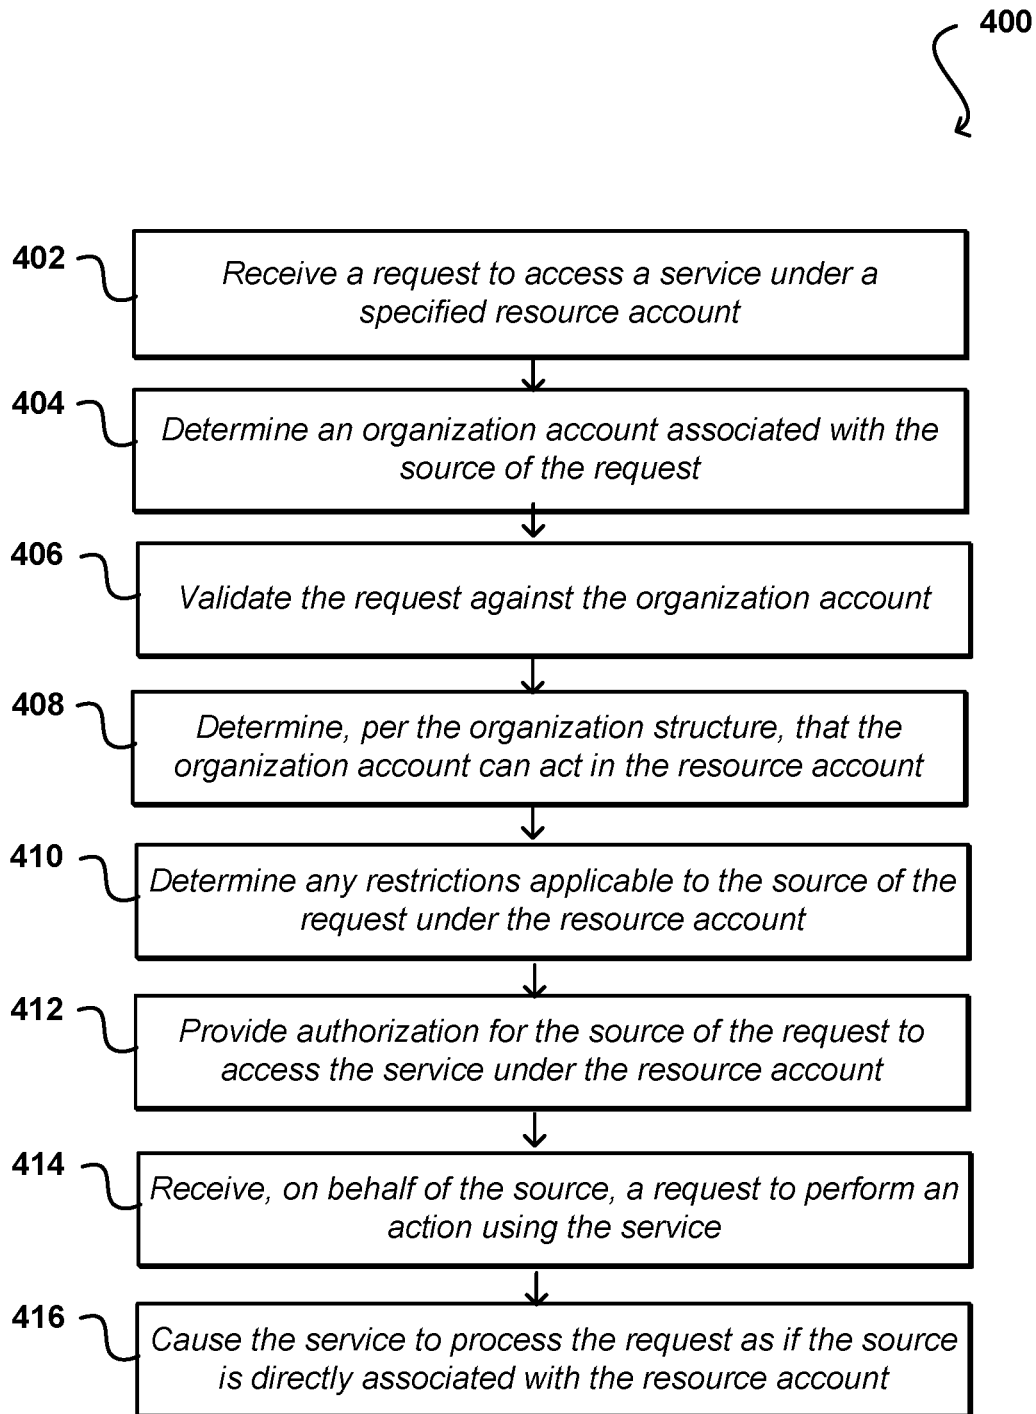 400
402
Receive a request to access a service under a
specified resource account
404
Determine an organization account associated with the
source of the request
406
Validate the request against the organization account
408
Determine, per the organization structure, that the
organization account can act in the resource account
410
Determine any restrictions applicable to the source of the
request under the resource account
412
Provide authorization for the source of the request to
access the service under the resource account
414
Receive, on behalf of the source, a request to perform an
action using the service
416
Cause the service to process the request as if the source
is directly associated with the resource account